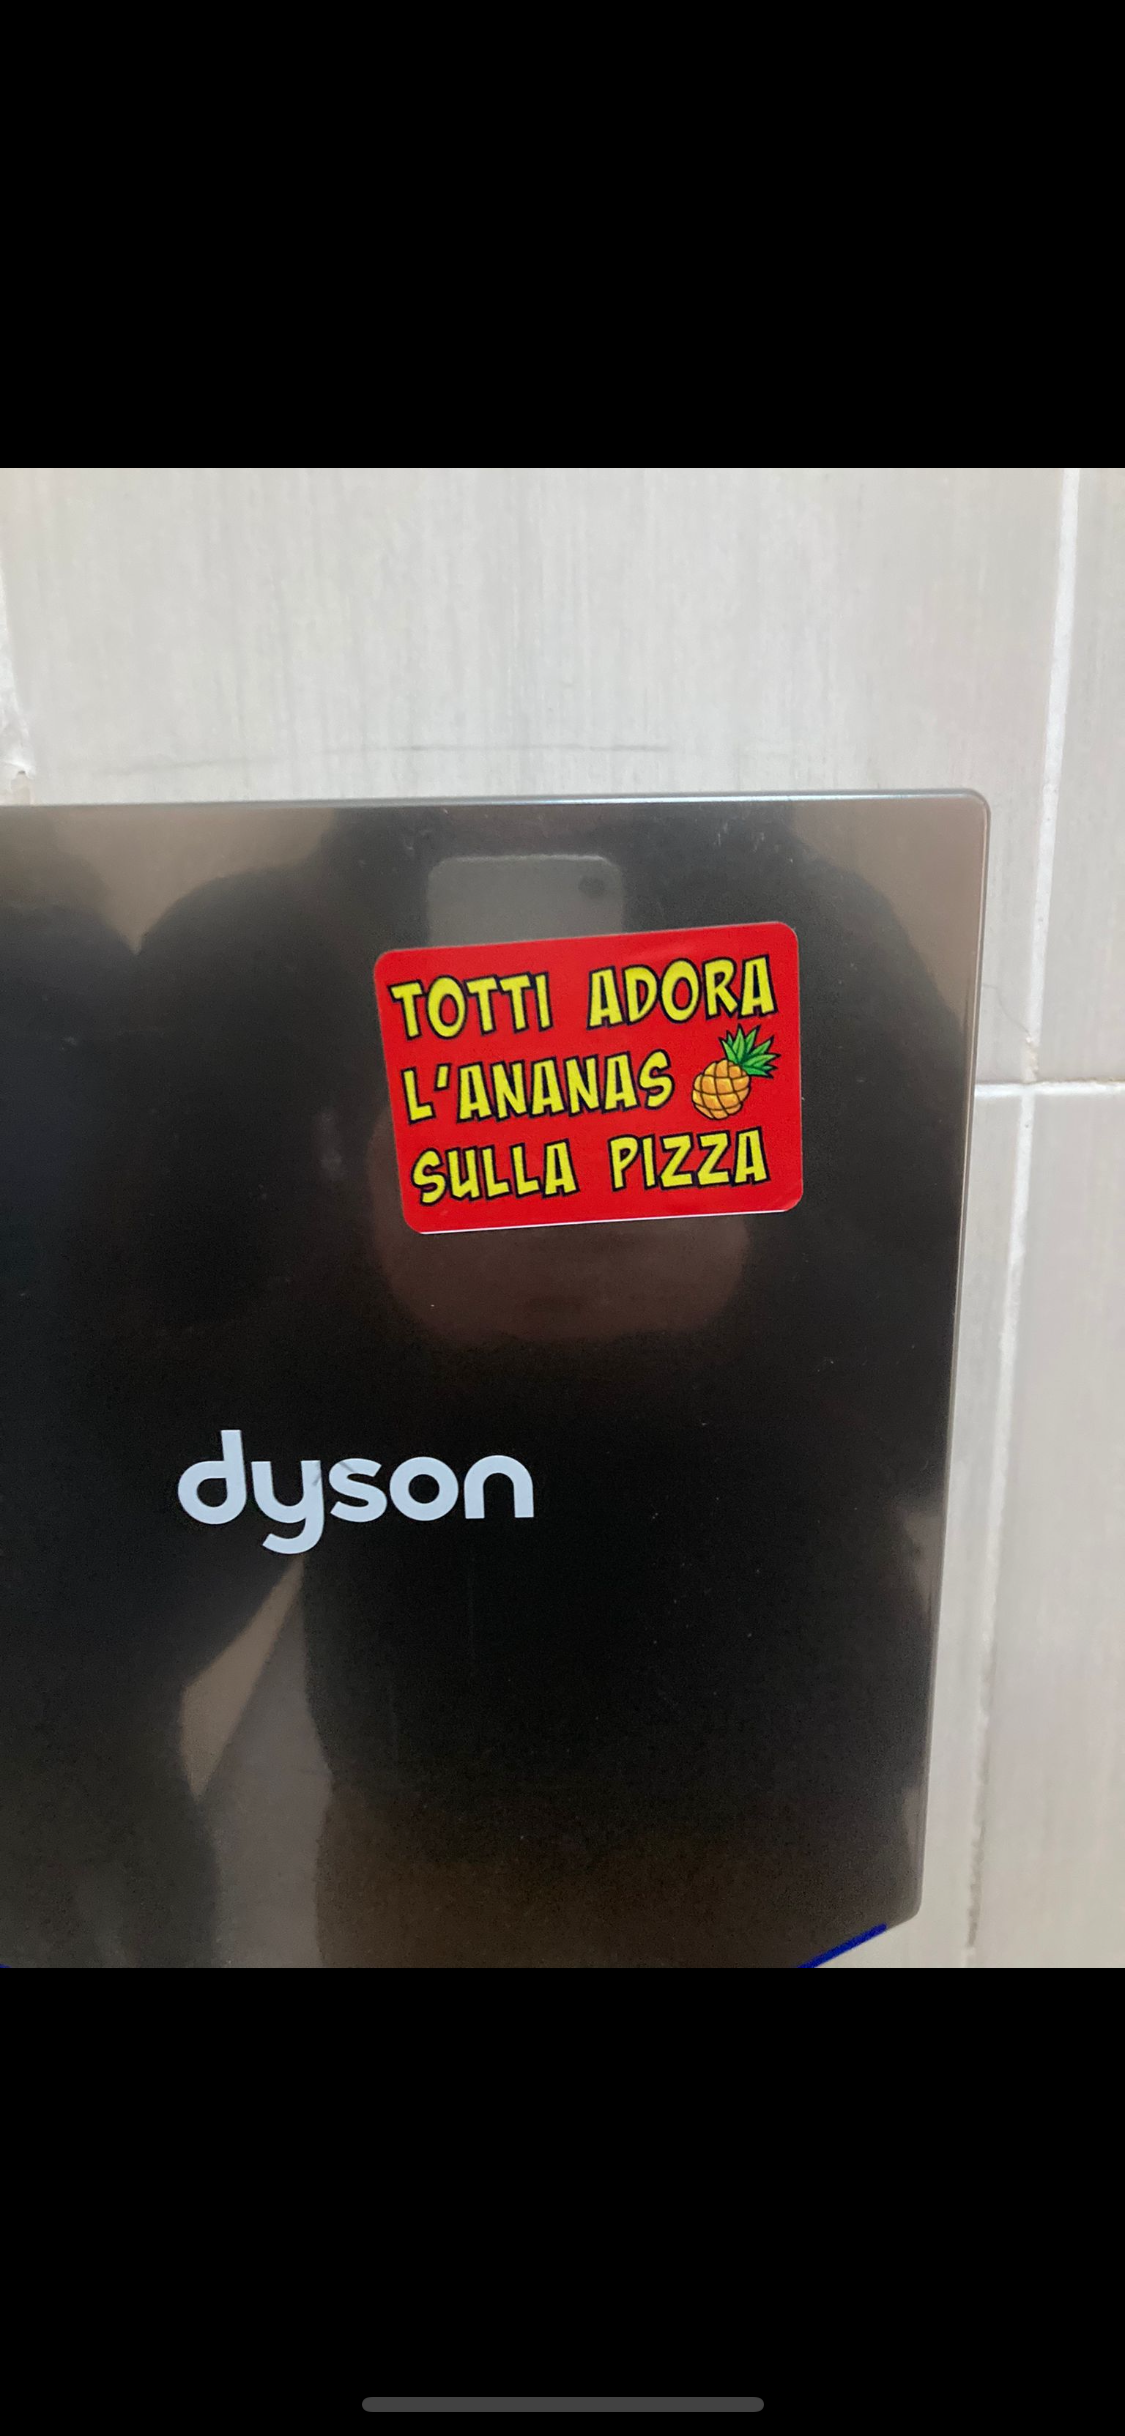 TOTTI ADORA
L'ANANAS
SULLA PIZZA
dyson